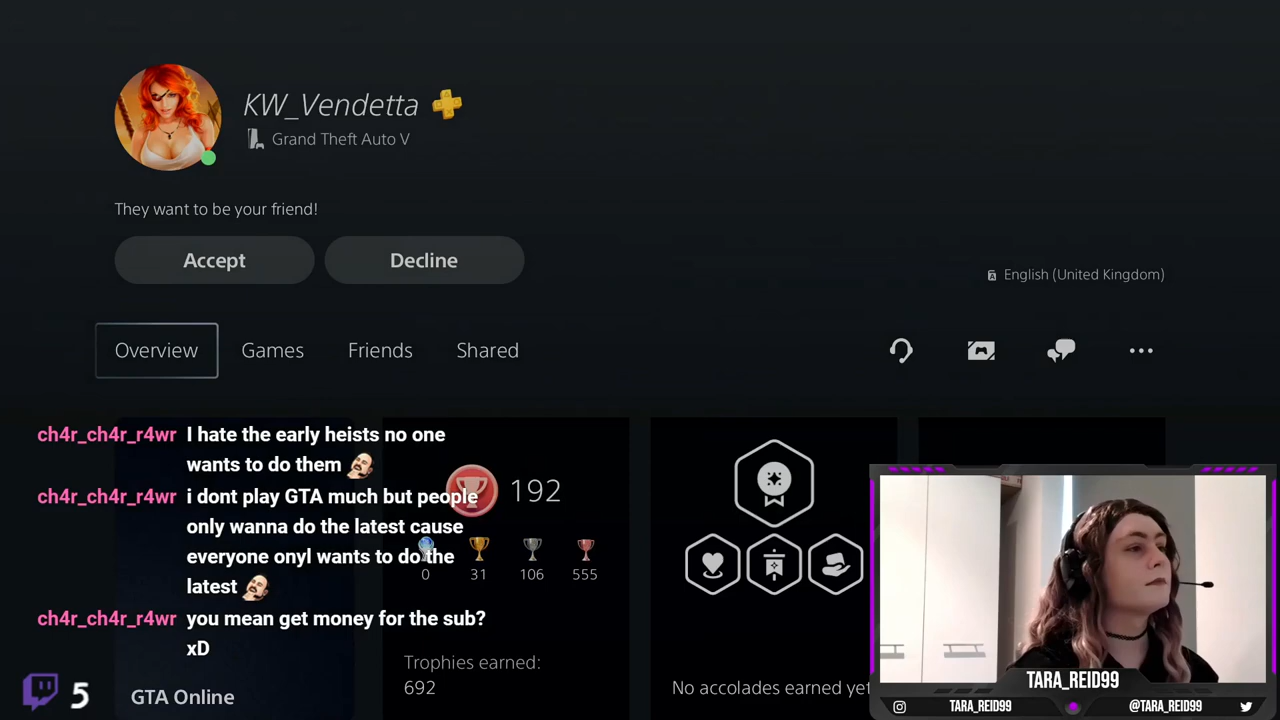 KW_Vendetta
Grand Theft Auto V
They want to be your friend!
Accept
Decline
English (United Kingdom)
Overview
Games
Friends
Shared
ch4r_ch4r_r4wr I hate the early heists no one
wants to do them
ch4r_ch4r_r4wr i dont play GTA much but people
only wanna do the latest cause
everyone onyl wants to do the
latest
ch4r_ch4r_r4wr you mean get money for the sub?
xD
192
0
31
106
555
Trophies earned:
692
No accolades earned yet
5
GTA Online
TARA_REID99
TARA_REID99
@TARA_REID99